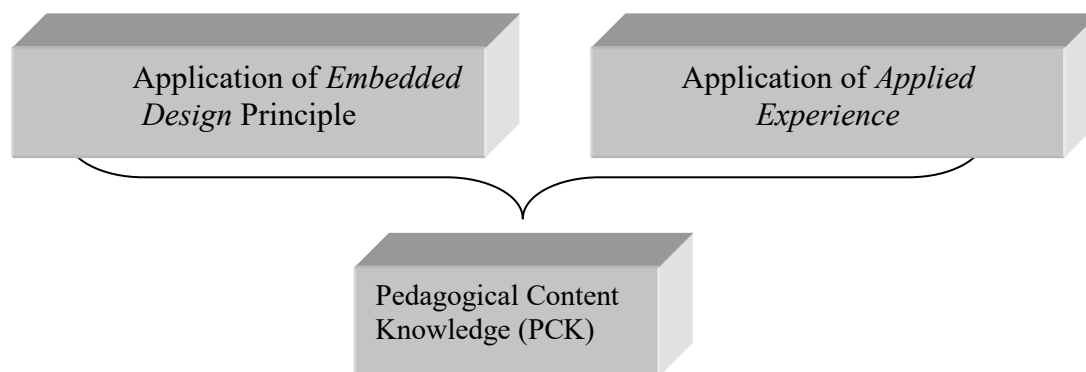 Application of Embedded
Design Principle
Application of Applied
Experience
Pedagogical Content
Knowledge (PCK)